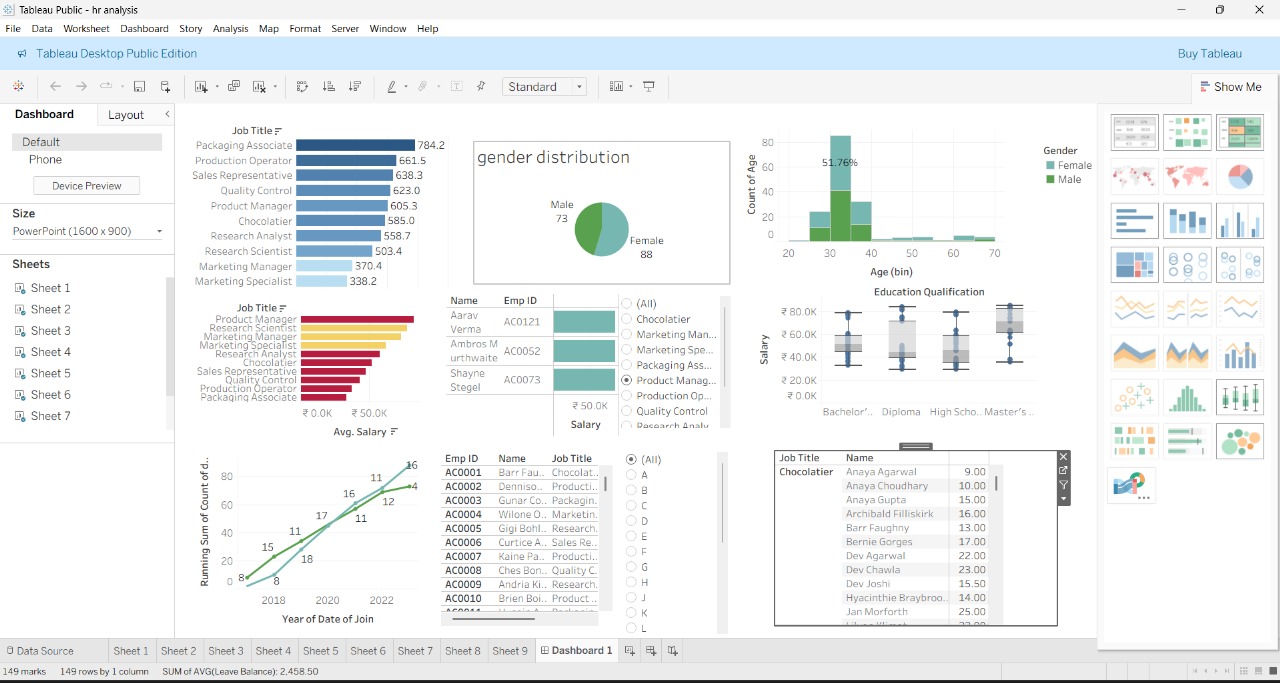 Tableau Public - hr analysis
File Data Worksheet Dashboard Story Analysis Map Format Server Window Help
Tableau Desktop Public Edition Buy Tableau
Standard Show Me
Dashboard Layout
Default
Phone
Device Preview
Size
PowerPoint (1600 x 900)
Sheets
Sheet 1
Sheet 2
Sheet 3
Sheet 4
Sheet 5
Sheet 6
Sheet 7
Job Title
Packaging Associate 784.2
Production Operator 661.5
Sales Representative 638.3
Quality Control 623.0
Product Manager 605.3
Chocolatier 585.0
Research Analyst 558.7
Research Scientist 503.4
Marketing Manager 370.4
Marketing Specialist 338.2
gender distribution
Male
73
Female
88
Count of Age
80
60
40
20
0
51.76%
20 30 40 50 60 70
Age (bin)
Gender
Female
Male
Job Title
Product Manager
Research Scientist
Marketing Manager
Marketing Specialist
Research Analyst
Chocolatier
Sales Representative
Quality Control
Production Operator
Packaging Associate
₹ 0.0K ₹ 50.0K
Avg. Salary
Name Emp ID
Aarav
Verma AC0121
Ambros M
urthwaite AC0052
Shayne
Stegel AC0073
₹ 50.0K
Salary
(All)
Chocolatier
Marketing Man...
Marketing Spe...
Packaging Ass...
Product Manag...
Production Op...
Quality Control
Research Analy...
Education Qualification
Salary
₹ 80.0K
₹ 60.0K
₹ 40.0K
₹ 20.0K
₹ 0.0K
Bachelor'.. Diploma High Scho.. Master's ..
Running Sum of Count of d..
80
60
40
20
0
8 15 11 17 11 12 4
8 18 16 11 16
2018 2020 2022
Year of Date of Join
Emp ID Name Job Title
AC0001 Barr Fau.. Chocolat..
AC0002 Denniso.. Producti..
AC0003 Gunar Co.. Packagin..
AC0004 Wilone O.. Marketin..
AC0005 Gigi Bohl.. Research..
AC0006 Curtice A.. Sales Re..
AC0007 Kaine Pa.. Producti..
AC0008 Ches Bon.. Quality C..
AC0009 Andria Ki.. Research..
AC0010 Brien Boi.. Product ..
(All)
A
B
C
D
E
F
G
H
J
K
L
Job Title Name
Chocolatier Anaya Agarwal 9.00
Anaya Choudhary 10.00
Anaya Gupta 15.00
Archibald Filliskirk 16.00
Barr Faughny 13.00
Bernie Gorges 17.00
Dev Agarwal 22.00
Dev Chawla 23.00
Dev Joshi 15.50
Hyacinthie Braybroo.. 14.00
Jan Morforth 25.00
Data Source Sheet 1 Sheet 2 Sheet 3 Sheet 4 Sheet 5 Sheet 6 Sheet 7 Sheet 8 Sheet 9 Dashboard 1
149 marks 149 rows by 1 column SUM of AVG(Leave Balance): 2,458.50